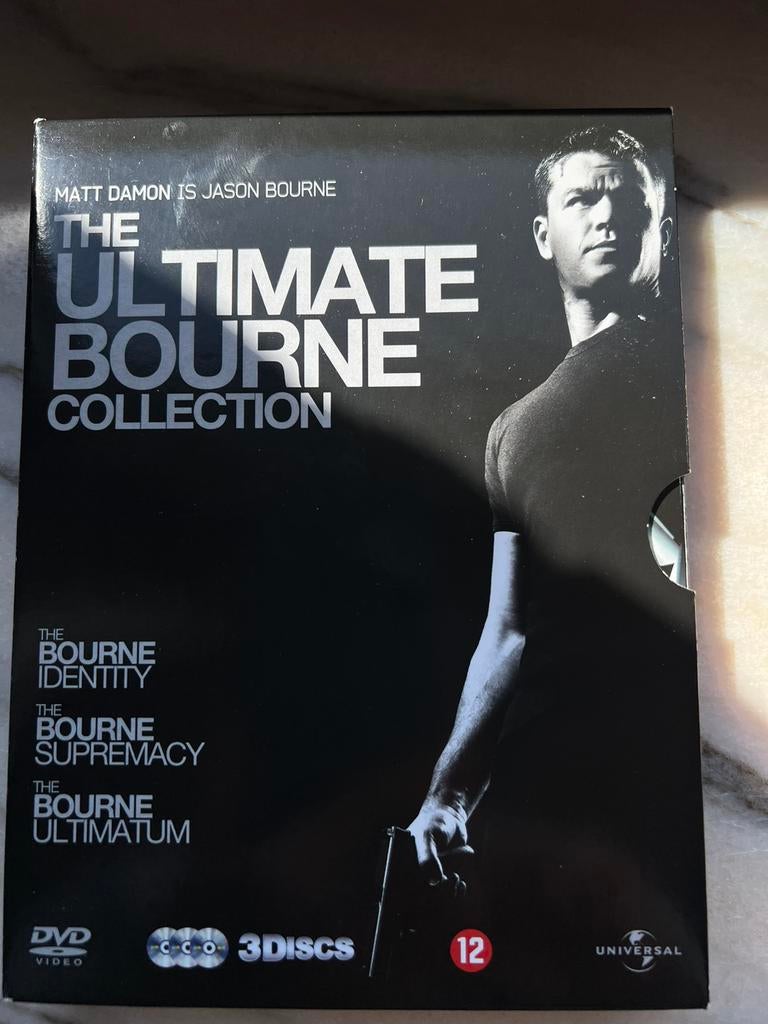 MATT DAMON IS JASON BOURNE
THE
ULTIMATE
BOURNE
COLLECTION
THE
BOURNE
IDENTITY
THE
BOURNE
SUPREMACY
THE
BOURNE
ULTIMATUM
DVD
VIDEO
3DISCS
12
UNIVERSAL